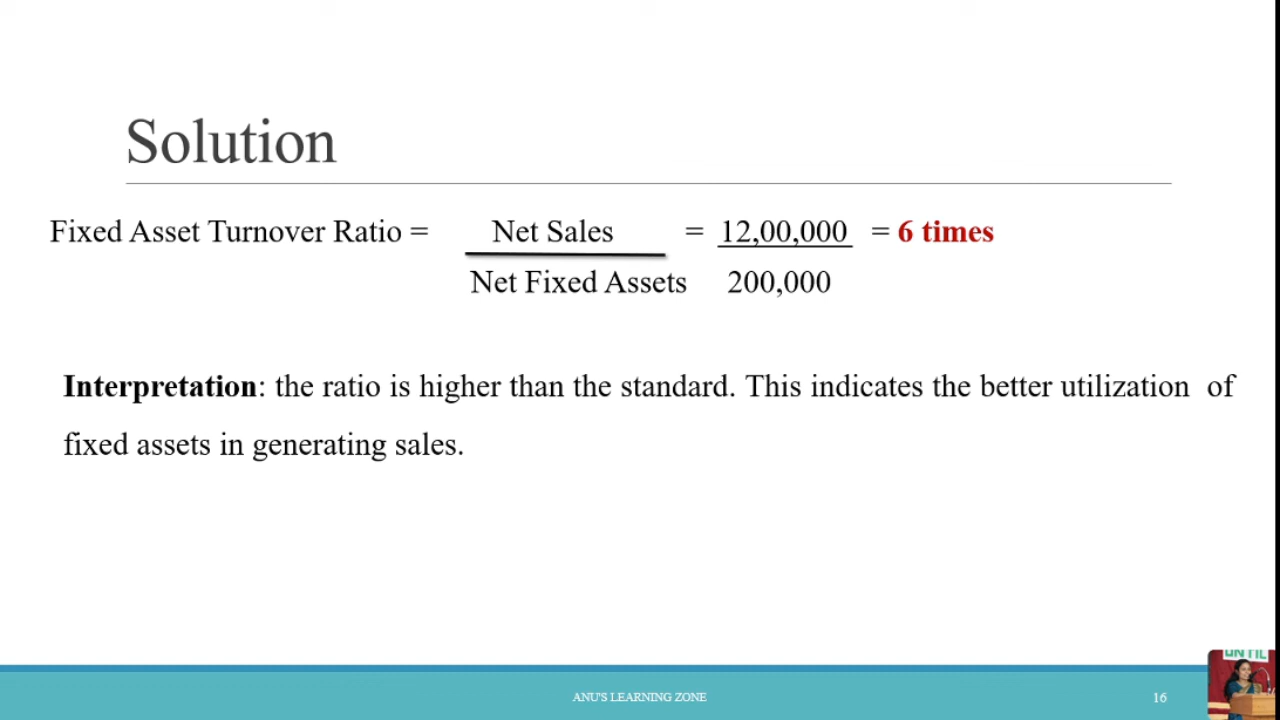 Solution
Fixed Asset Turnover Ratio = Net Sales = 12,00,000 = 6 times
Net Fixed Assets 200,000
Interpretation: the ratio is higher than the standard. This indicates the better utilization of
fixed assets in generating sales.
ANU'S LEARNING ZONE
16